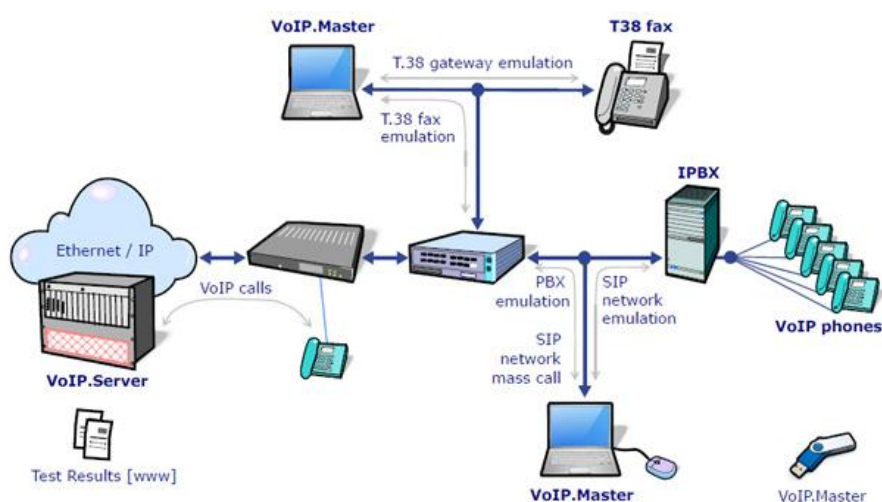 VoIP.Master
T38 fax
T.38 gateway emulation
T.38 fax
emulation
IPBX
Ethernet / IP
VoIP calls
PBX
emulation
SIP
network
emulation
VoIP phones
SIP
network
mass call
VoIP.Server
Test Results [www]
VoIP.Master
VoIP.Master